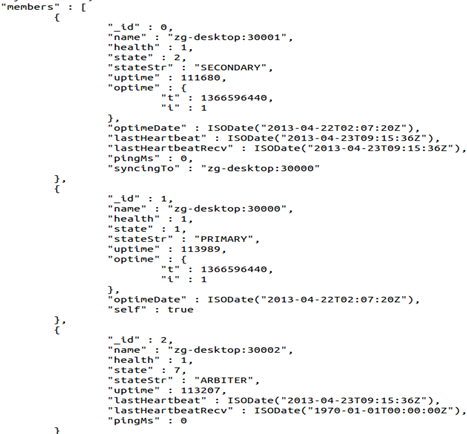 "members" : [
{
"_id" : 0,
"name" : "zg-desktop:30001",
"health" : 1,
"state" : 2,
"stateStr" : "SECONDARY",
"uptime" : 111680,
"optime" : {
"t" : 1366596440,
"i" : 1
},
"optimeDate" : ISODate("2013-04-22T02:07:20Z"),
"lastHeartbeat" : ISODate("2013-04-23T09:15:36Z"),
"lastHeartbeatRecv" : ISODate("2013-04-23T09:15:36Z"),
"pingMs" : 0,
"syncingTo" : "zg-desktop:30000"
},
{
"_id" : 1,
"name" : "zg-desktop:30000",
"health" : 1,
"state" : 1,
"stateStr" : "PRIMARY",
"uptime" : 113989,
"optime" : {
"t" : 1366596440,
"i" : 1
},
"optimeDate" : ISODate("2013-04-22T02:07:20Z"),
"self" : true
},
{
"_id" : 2,
"name" : "zg-desktop:30002",
"health" : 1,
"state" : 7,
"stateStr" : "ARBITER",
"uptime" : 113207,
"lastHeartbeat" : ISODate("2013-04-23T09:15:36Z"),
"lastHeartbeatRecv" : ISODate("1970-01-01T00:00:00Z"),
"pingMs" : 0
}